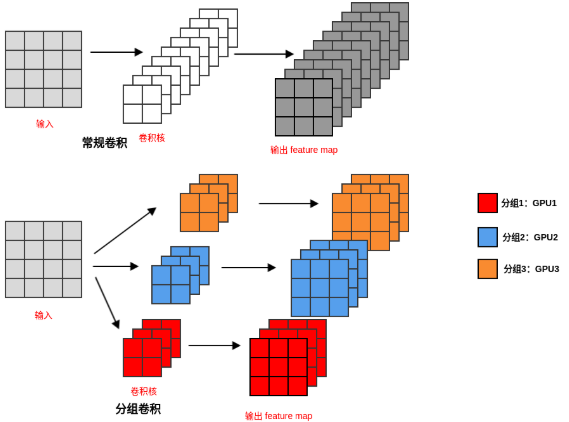 输入
常规卷积
卷积核
输出 feature map
分组1：GPU1
分组2：GPU2
分组3：GPU3
输入
卷积核
分组卷积
输出 feature map